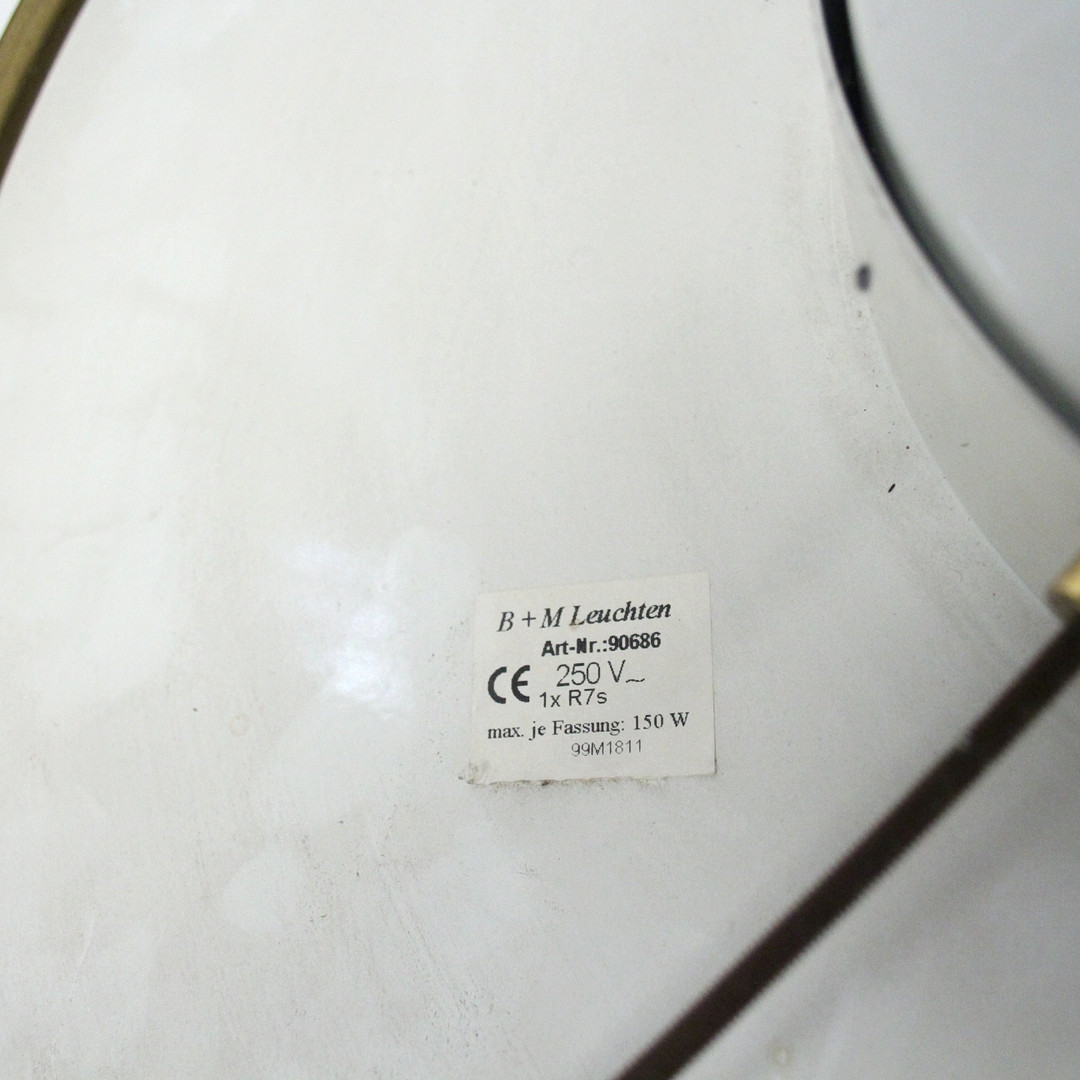 B + M Leuchten
Art-Nr.:90686
CE 250 V~
1x R7s
max. je Fassung: 150 W
99M1811